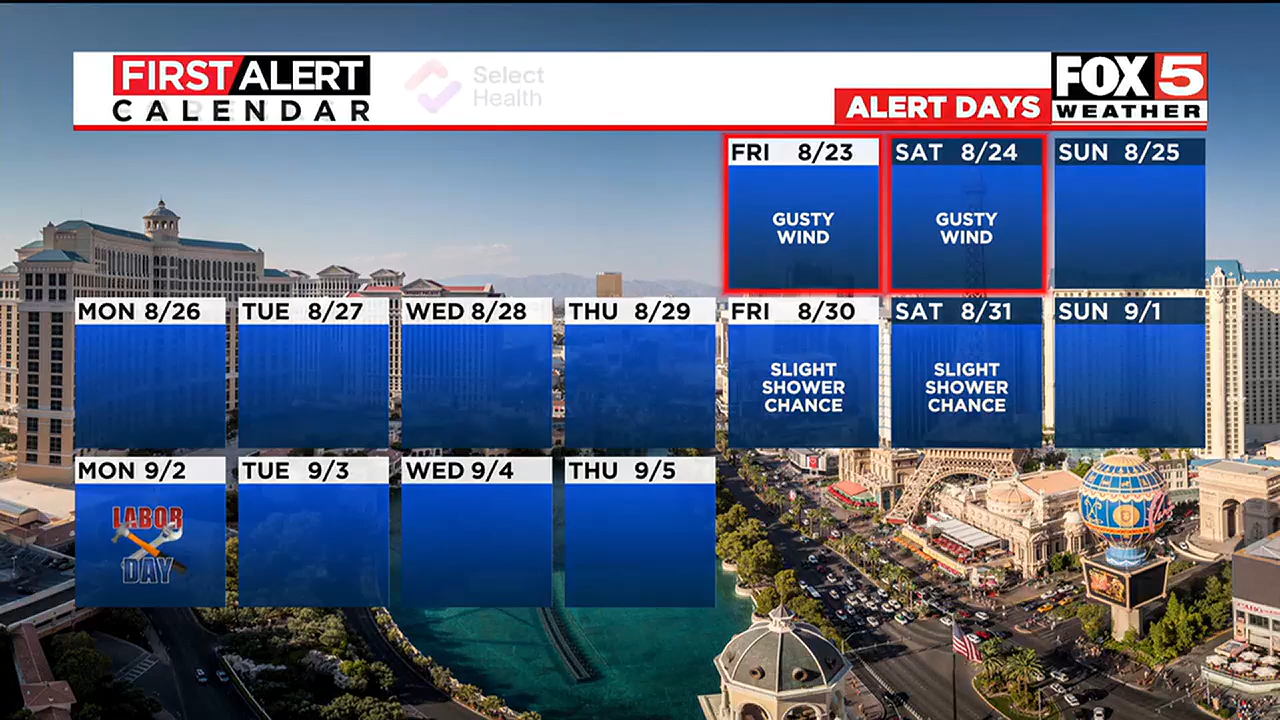 FIRST ALERT
CALENDAR
Select
Health
ALERT DAYS
FOX 5
WEATHER
FRI 8/23
GUSTY
WIND
SAT 8/24
GUSTY
WIND
SUN 8/25
MON 8/26
TUE 8/27
WED 8/28
THU 8/29
FRI 8/30
SLIGHT
SHOWER
CHANCE
SAT 8/31
SLIGHT
SHOWER
CHANCE
SUN 9/1
MON 9/2
LABOR
DAY
TUE 9/3
WED 9/4
THU 9/5